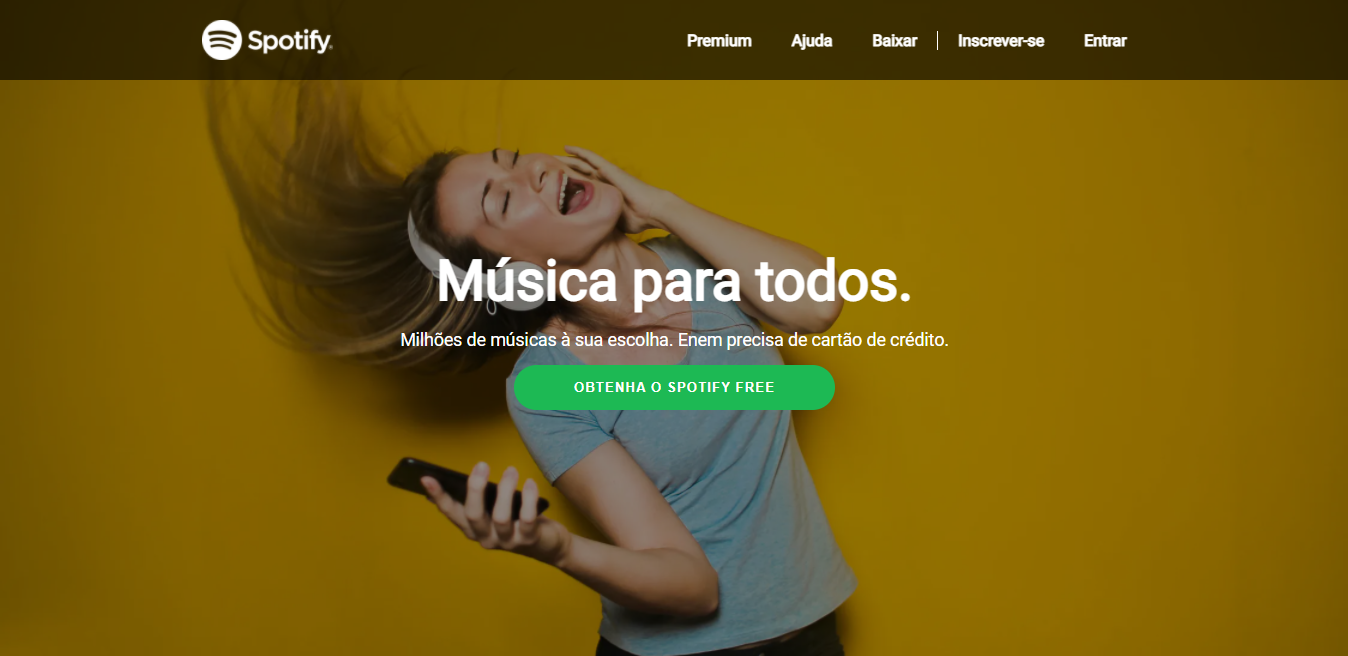 Spotify
Premium Ajuda Baixar Inscrever-se Entrar
Música para todos.
Milhões de músicas à sua escolha. Enem precisa de cartão de crédito.
OBTENHA O SPOTIFY FREE